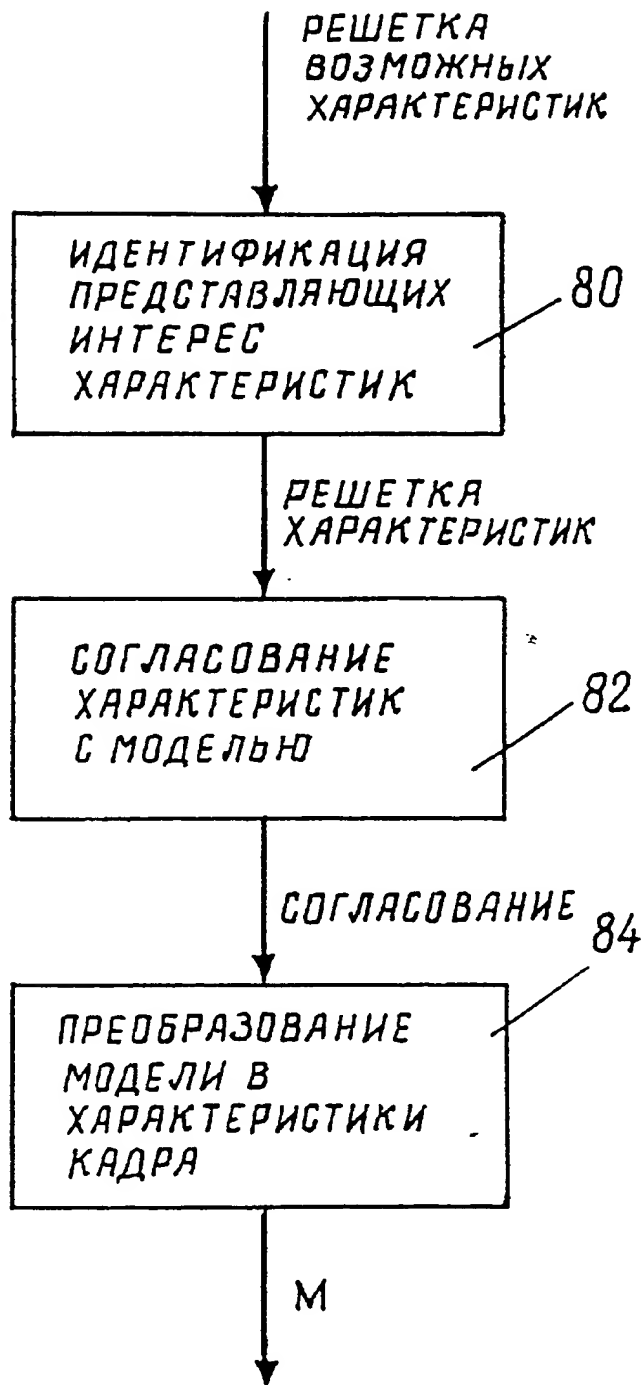 РЕШЕТКА
ВОЗМОЖНЫХ
ХАРАКТЕРИСТИК
ИДЕНТИФИКАЦИЯ
ПРЕДСТАВЛЯЮЩИХ
ИНТЕРЕС
ХАРАКТЕРИСТИК
80
РЕШЕТКА
ХАРАКТЕРИСТИК
СОГЛАСОВАНИЕ
ХАРАКТЕРИСТИК
С МОДЕЛЬЮ
82
СОГЛАСОВАНИЕ
84
ПРЕОБРАЗОВАНИЕ
МОДЕЛИ В
ХАРАКТЕРИСТИКИ
КАДРА
М